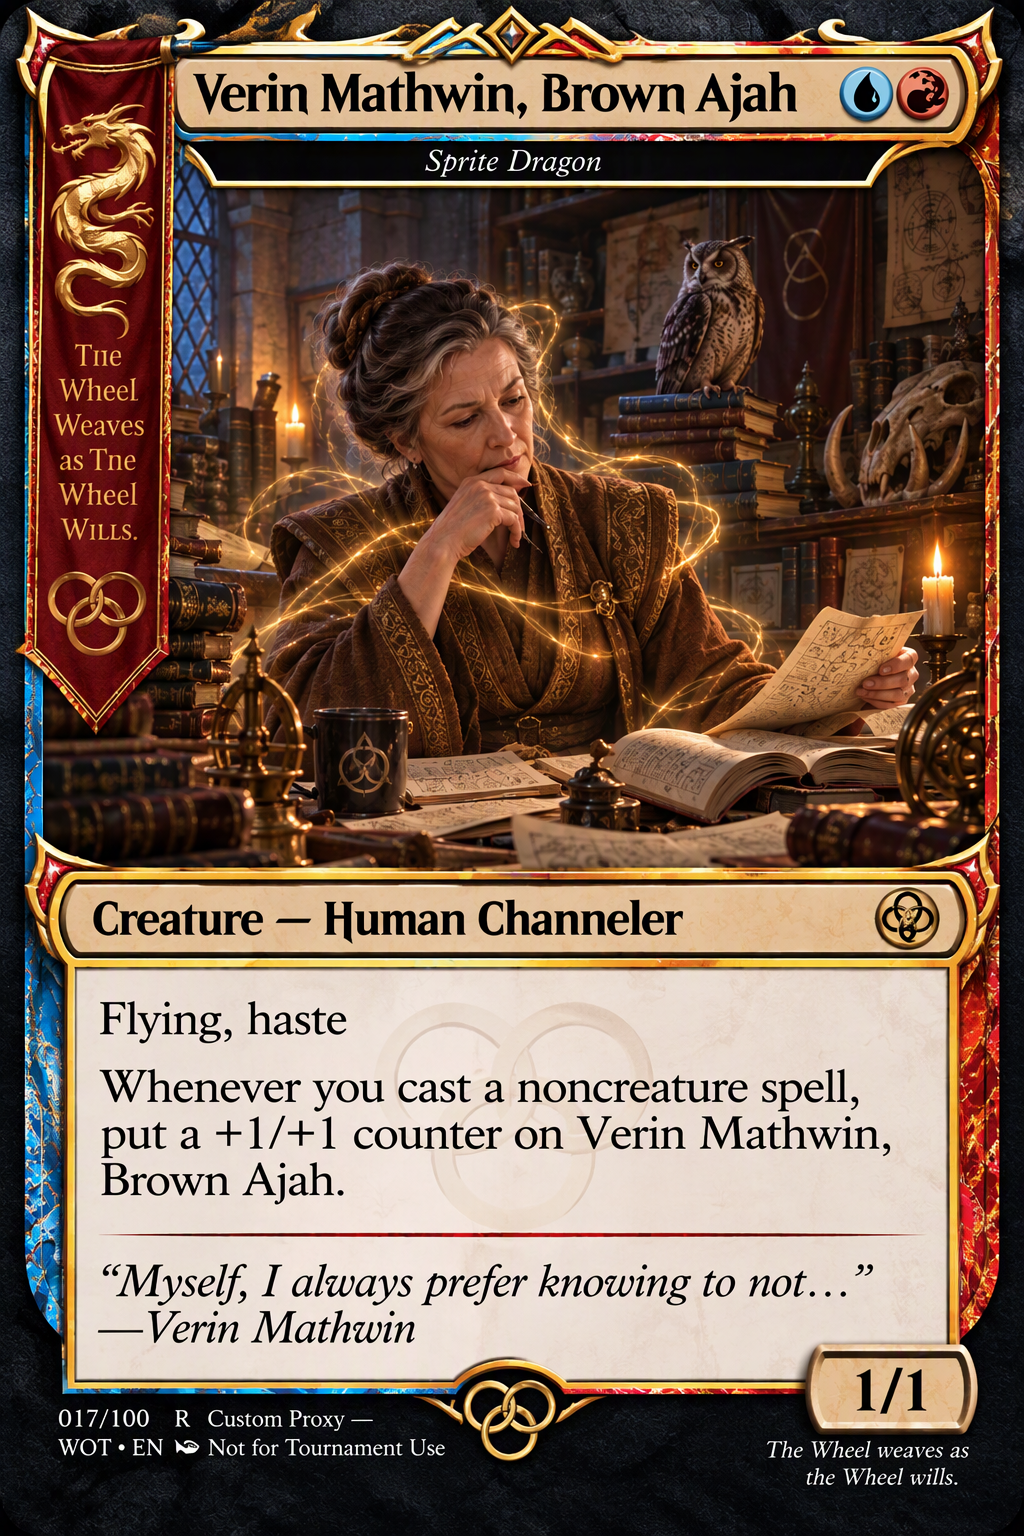 Verin Mathwin, Brown Ajah
Sprite Dragon
The
Wheel
Weaves
as The
Wheel
Wills.
Creature — Human Channeler
Flying, haste
Whenever you cast a noncreature spell,
put a +1/+1 counter on Verin Mathwin,
Brown Ajah.
“Myself, I always prefer knowing to not…”
—Verin Mathwin
1/1
017/100 R Custom Proxy —
WOT • EN Not for Tournament Use
The Wheel weaves as
the Wheel wills.